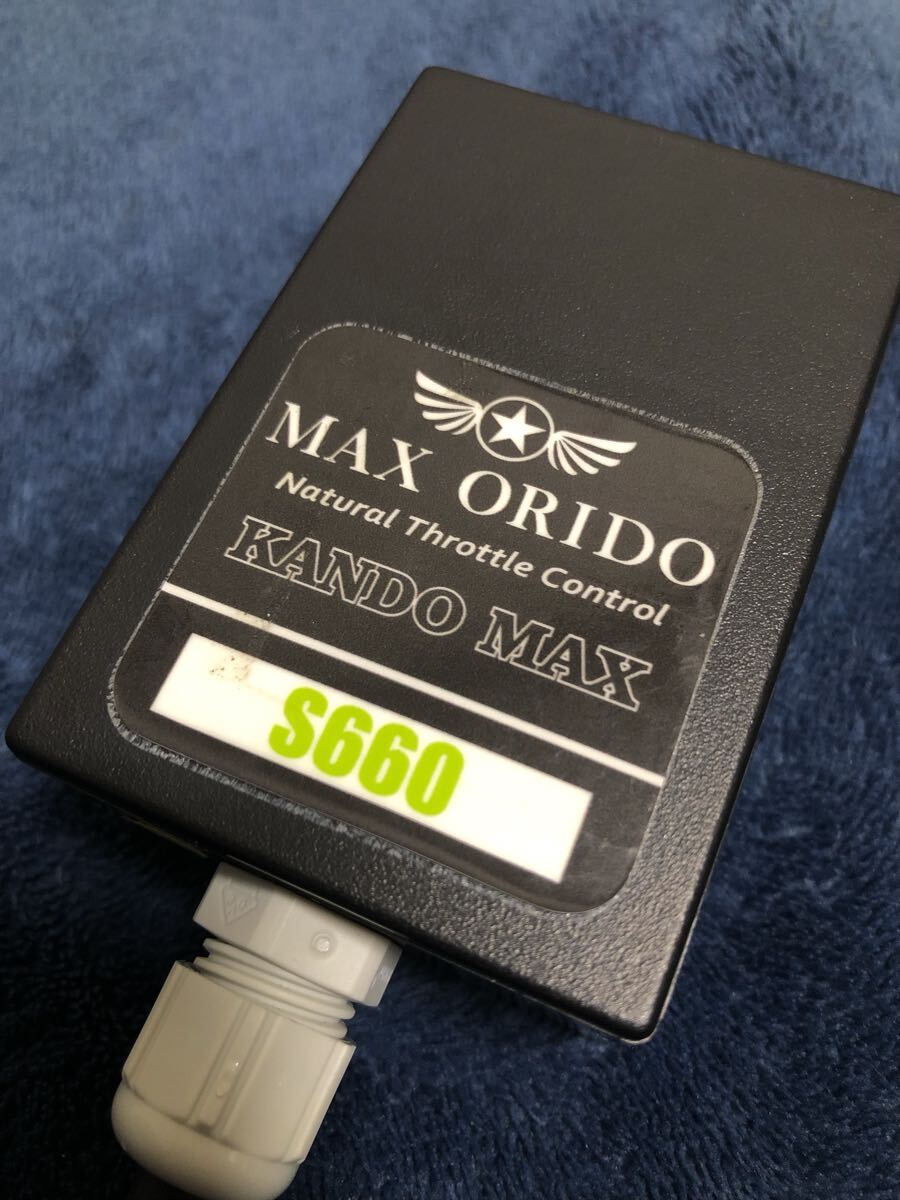 MAX ORIDO
Natural Throttle Control
KANDO MAX
S660